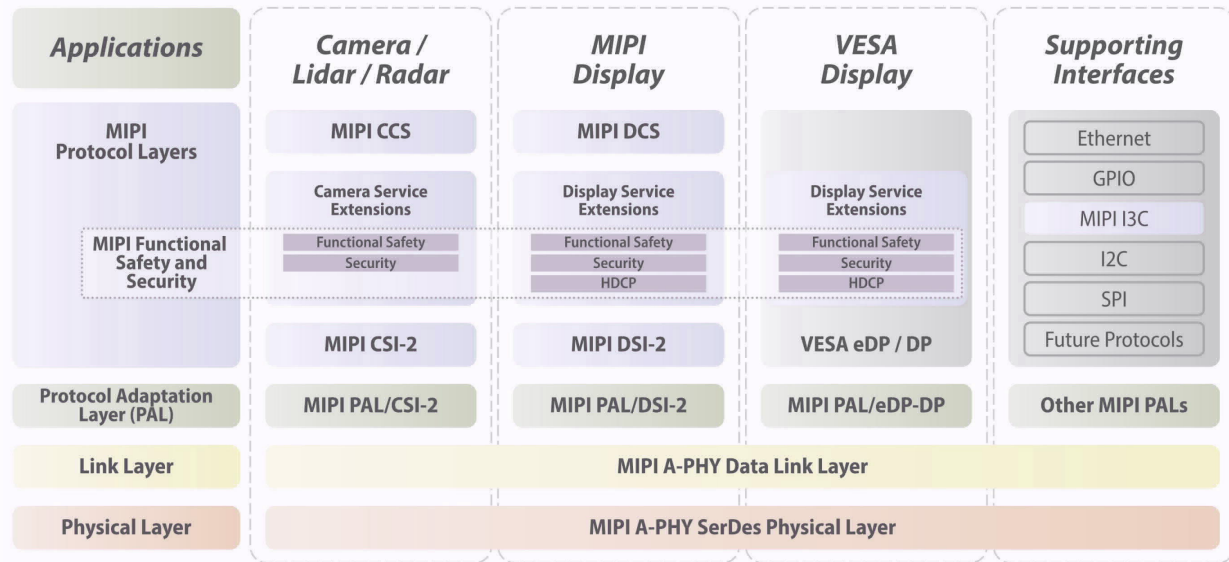 Applications
Camera /
Lidar / Radar
MIPI
Display
VESA
Display
Supporting
Interfaces
MIPI
Protocol Layers
MIPI CCS
MIPI DCS
Ethernet
GPIO
MIPI I3C
I2C
SPI
Future Protocols
Camera Service
Extensions
Display Service
Extensions
Display Service
Extensions
MIPI Functional
Safety and
Security
Functional Safety
Security
Functional Safety
Security
HDCP
Functional Safety
Security
HDCP
MIPI CSI-2
MIPI DSI-2
VESA eDP / DP
Protocol Adaptation
Layer (PAL)
MIPI PAL/CSI-2
MIPI PAL/DSI-2
MIPI PAL/eDP-DP
Other MIPI PALs
Link Layer
MIPI A-PHY Data Link Layer
Physical Layer
MIPI A-PHY SerDes Physical Layer